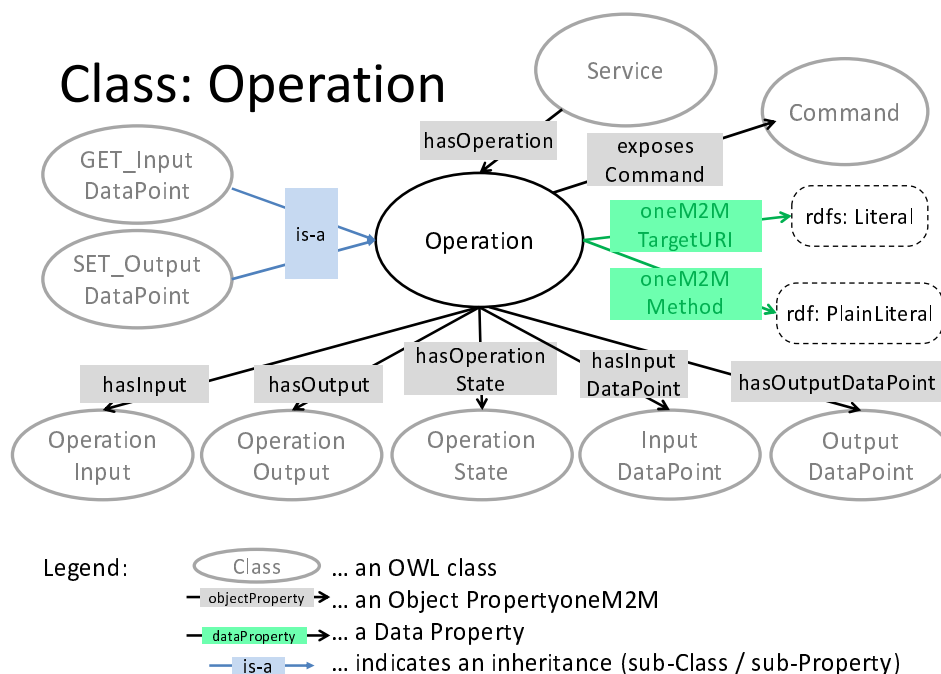 Class: Operation
Service
Command
hasOperation
exposes
Command
GET_Input
DataPoint
is-a
SET_Output
DataPoint
Operation
oneM2M
TargetURI
rdfs: Literal
oneM2M
Method
rdf: PlainLiteral
hasInput
hasOutput
hasOperation
State
hasInput
DataPoint
hasOutputDataPoint
Operation
Input
Operation
Output
Operation
State
Input
DataPoint
Output
DataPoint
Legend:
Class
... an OWL class
objectProperty
... an Object PropertyoneM2M
dataProperty
... a Data Property
is-a
... indicates an inheritance (sub-Class / sub-Property)